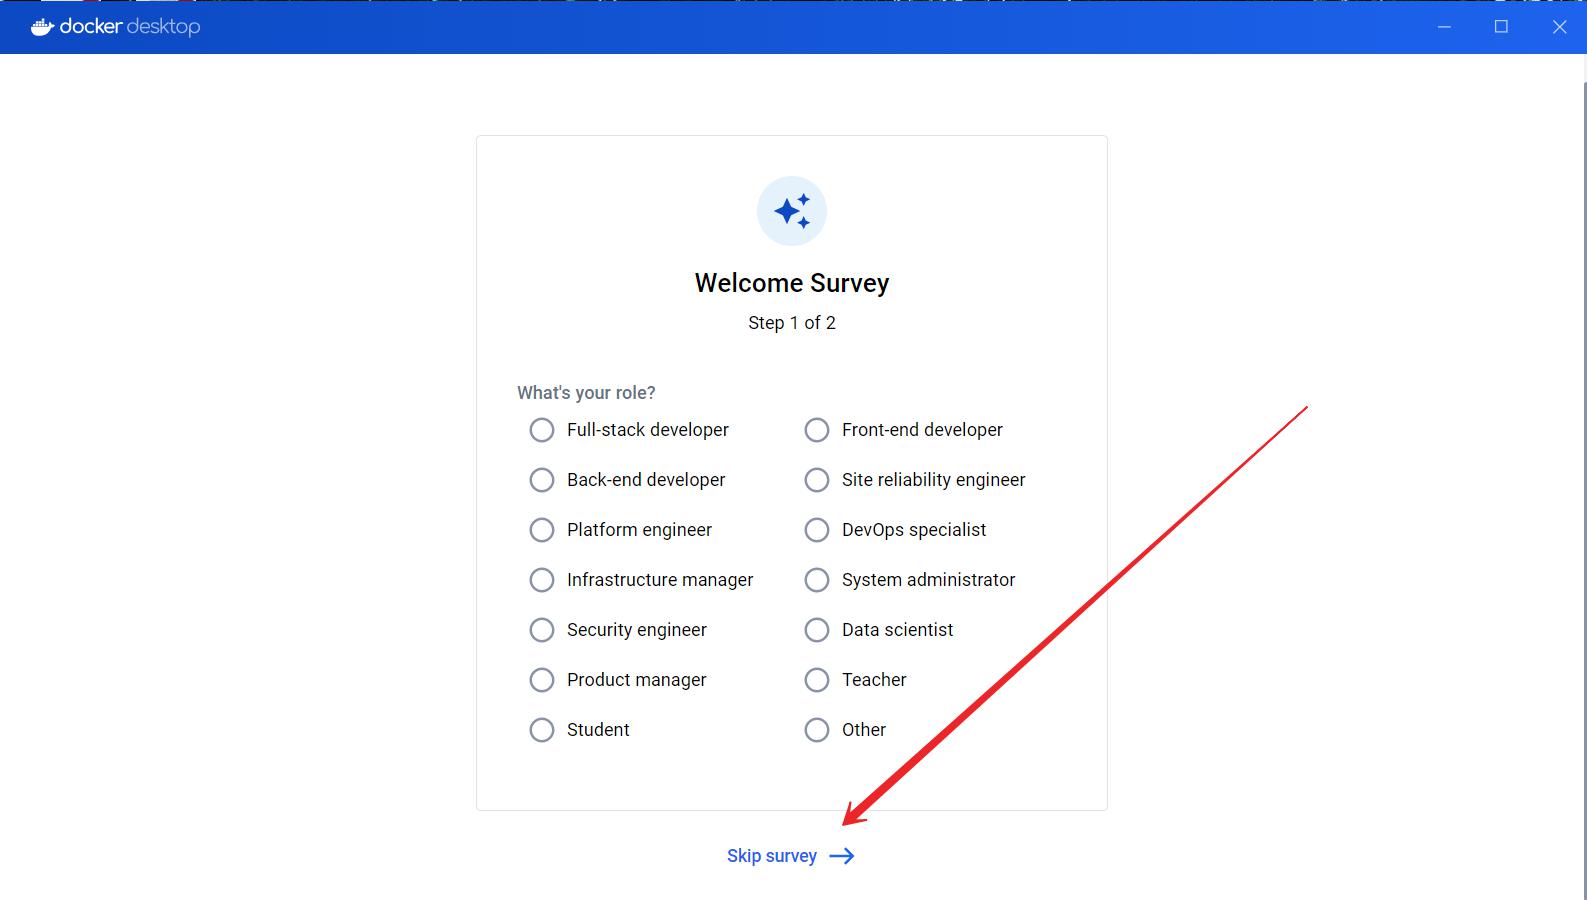 docker desktop
Welcome Survey
Step 1 of 2
What's your role?
Full-stack developer
Front-end developer
Back-end developer
Site reliability engineer
Platform engineer
DevOps specialist
Infrastructure manager
System administrator
Security engineer
Data scientist
Product manager
Teacher
Student
Other
Skip survey